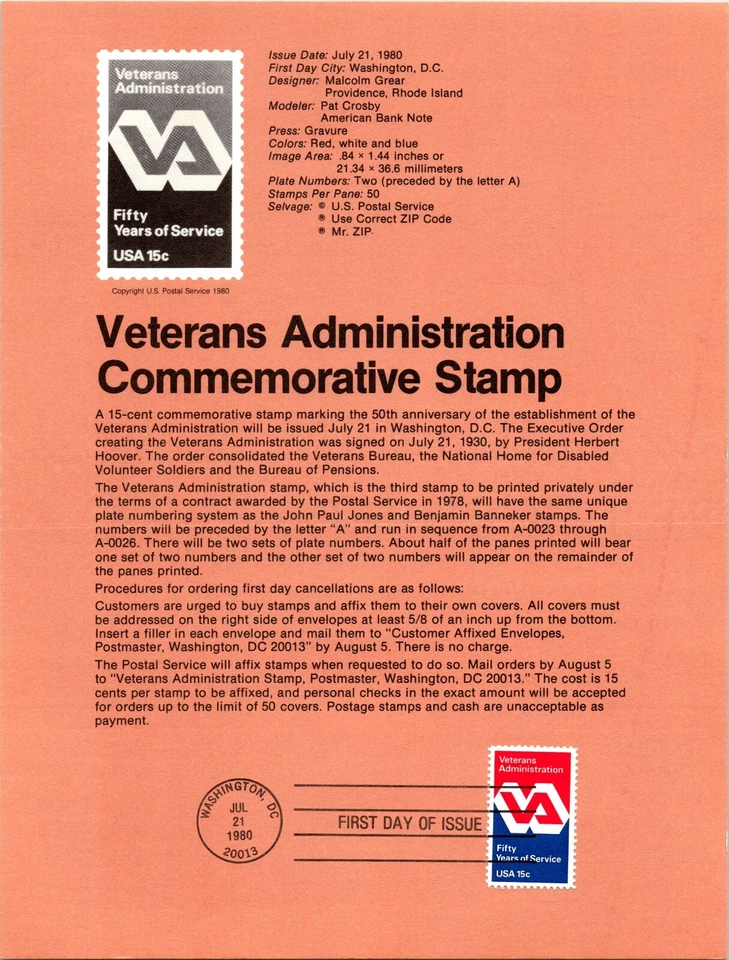 Veterans
Administration
VA
Fifty
Years of Service
USA 15c
Copyright U.S. Postal Service 1980
Issue Date: July 21, 1980
First Day City: Washington, D.C.
Designer: Malcolm Grear
Providence, Rhode Island
Modeler: Pat Crosby
American Bank Note
Press: Gravure
Colors: Red, white and blue
Image Area: .84 × 1.44 inches or
21.34 × 36.6 millimeters
Plate Numbers: Two (preceded by the letter A)
Stamps Per Pane: 50
Selvage: © U.S. Postal Service
® Use Correct ZIP Code
® Mr. ZIP
Veterans Administration
Commemorative Stamp
A 15-cent commemorative stamp marking the 50th anniversary of the establishment of the
Veterans Administration will be issued July 21 in Washington, D.C. The Executive Order
creating the Veterans Administration was signed on July 21, 1930, by President Herbert
Hoover. The order consolidated the Veterans Bureau, the National Home for Disabled
Volunteer Soldiers and the Bureau of Pensions.
The Veterans Administration stamp, which is the third stamp to be printed privately under
the terms of a contract awarded by the Postal Service in 1978, will have the same unique
plate numbering system as the John Paul Jones and Benjamin Banneker stamps. The
numbers will be preceded by the letter "A" and run in sequence from A-0023 through
A-0026. There will be two sets of plate numbers. About half of the panes printed will bear
one set of two numbers and the other set of two numbers will appear on the remainder of
the panes printed.
Procedures for ordering first day cancellations are as follows:
Customers are urged to buy stamps and affix them to their own covers. All covers must
be addressed on the right side of envelopes at least 5/8 of an inch up from the bottom.
Insert a filler in each envelope and mail them to "Customer Affixed Envelopes,
Postmaster, Washington, DC 20013" by August 5. There is no charge.
The Postal Service will affix stamps when requested to do so. Mail orders by August 5
to "Veterans Administration Stamp, Postmaster, Washington, DC 20013." The cost is 15
cents per stamp to be affixed, and personal checks in the exact amount will be accepted
for orders up to the limit of 50 covers. Postage stamps and cash are unacceptable as
payment.
WASHINGTON, DC
JUL
21
1980
20013
FIRST DAY OF ISSUE
Veterans
Administration
VA
Fifty
Years of Service
USA 15c